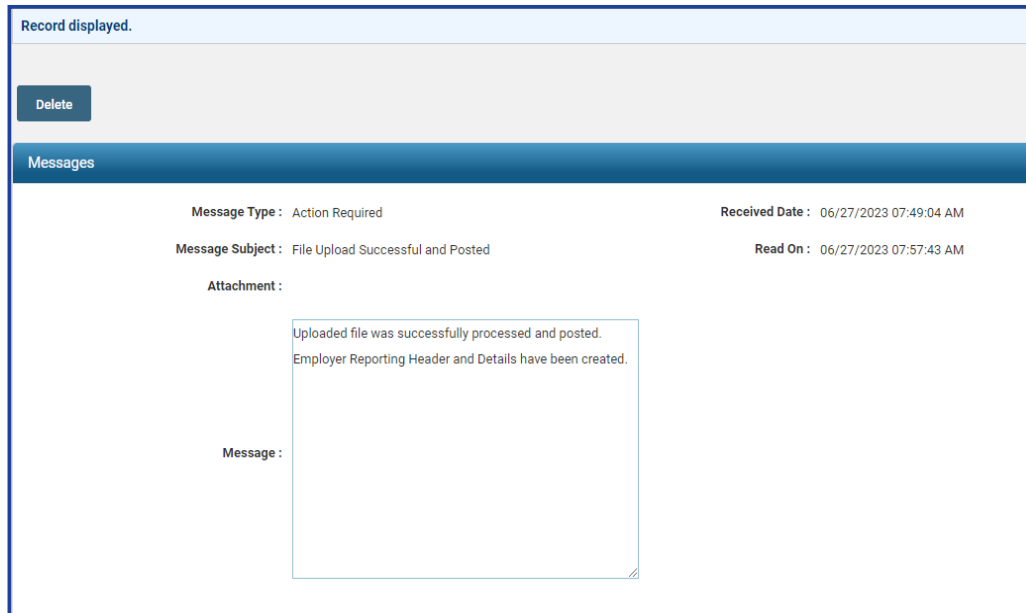 Record displayed.
Delete
Messages
Message Type : Action Required Received Date : 06/27/2023 07:49:04 AM
Message Subject : File Upload Successful and Posted Read On : 06/27/2023 07:57:43 AM
Attachment :
Uploaded file was successfully processed and posted.
Employer Reporting Header and Details have been created.
Message :